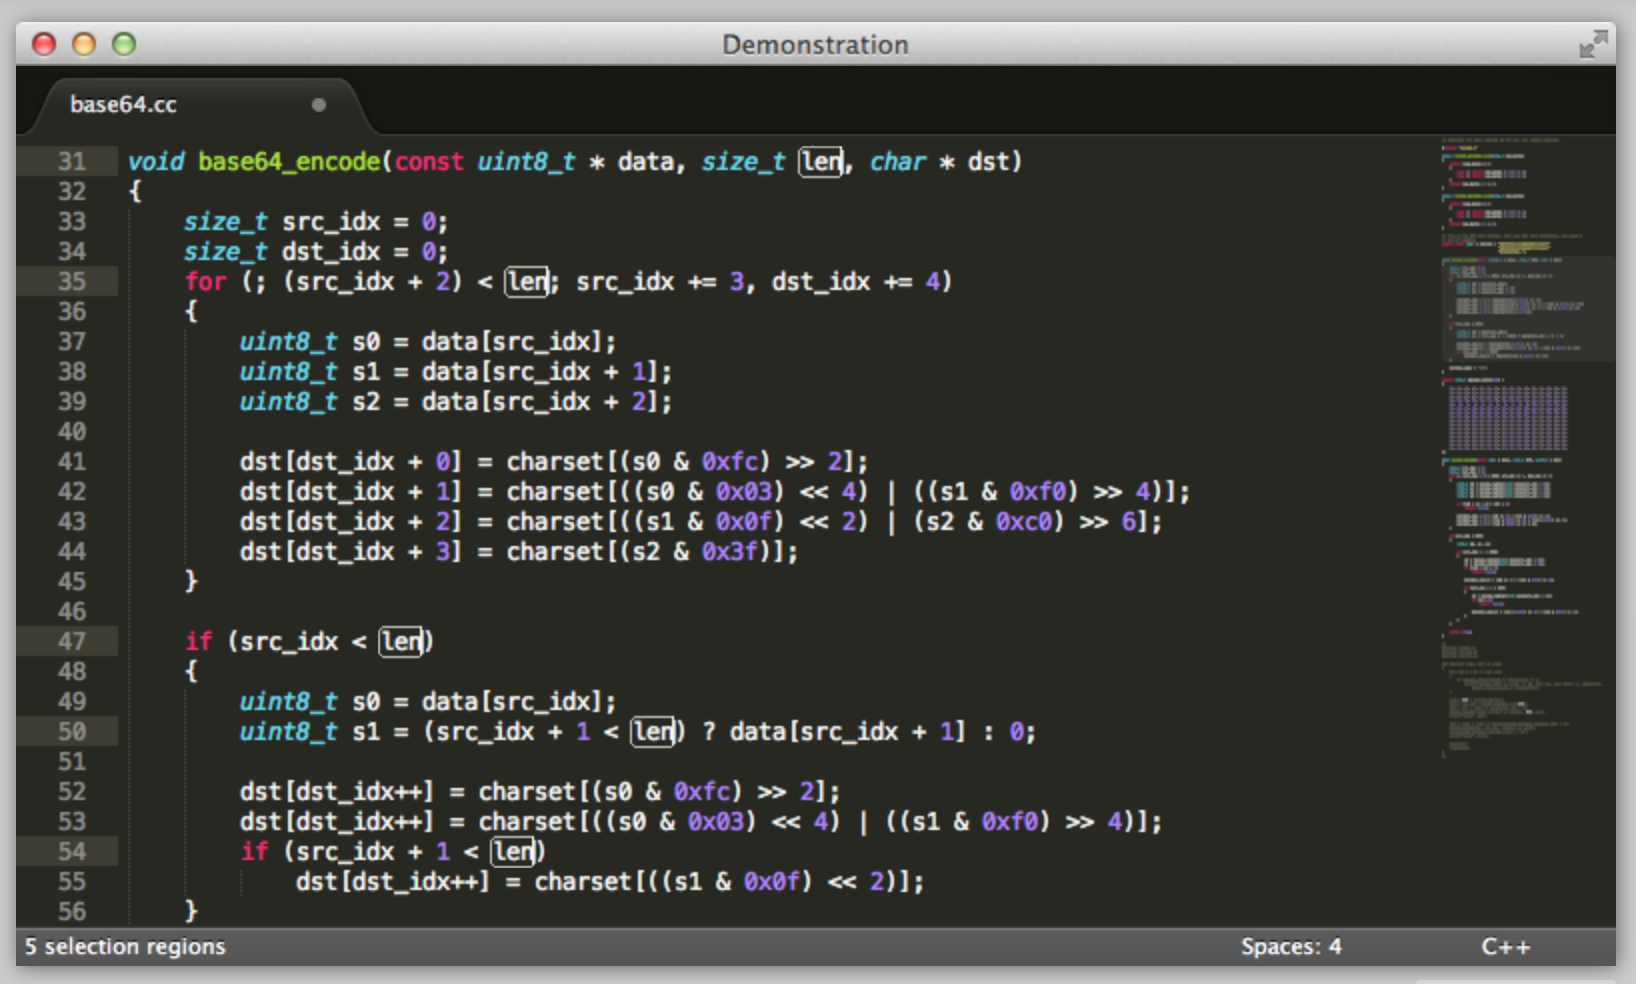 Demonstration
base64.cc
31 void base64_encode(const uint8_t * data, size_t len, char * dst)
32 {
33     size_t src_idx = 0;
34     size_t dst_idx = 0;
35     for (; (src_idx + 2) < len; src_idx += 3, dst_idx += 4)
36     {
37         uint8_t s0 = data[src_idx];
38         uint8_t s1 = data[src_idx + 1];
39         uint8_t s2 = data[src_idx + 2];
40
41         dst[dst_idx + 0] = charset[(s0 & 0xfc) >> 2];
42         dst[dst_idx + 1] = charset[((s0 & 0x03) << 4) | ((s1 & 0xf0) >> 4)];
43         dst[dst_idx + 2] = charset[((s1 & 0x0f) << 2) | (s2 & 0xc0) >> 6];
44         dst[dst_idx + 3] = charset[(s2 & 0x3f)];
45     }
46
47     if (src_idx < len)
48     {
49         uint8_t s0 = data[src_idx];
50         uint8_t s1 = (src_idx + 1 < len) ? data[src_idx + 1] : 0;
51
52         dst[dst_idx++] = charset[(s0 & 0xfc) >> 2];
53         dst[dst_idx++] = charset[((s0 & 0x03) << 4) | ((s1 & 0xf0) >> 4)];
54         if (src_idx + 1 < len)
55             dst[dst_idx++] = charset[((s1 & 0x0f) << 2)];
56     }
5 selection regions Spaces: 4 C++